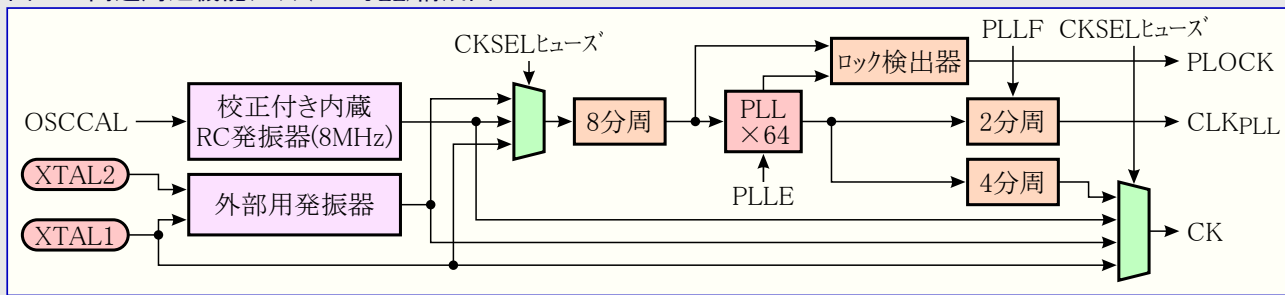 CKSELヒューズ
PLLF
CKSELヒューズ
OSCCAL
校正付き内蔵
RC発振器(8MHz)
8分周
PLL
×64
ロック検出器
PLOCK
2分周
CLKPLL
XTAL2
外部用発振器
PLLE
4分周
XTAL1
CK